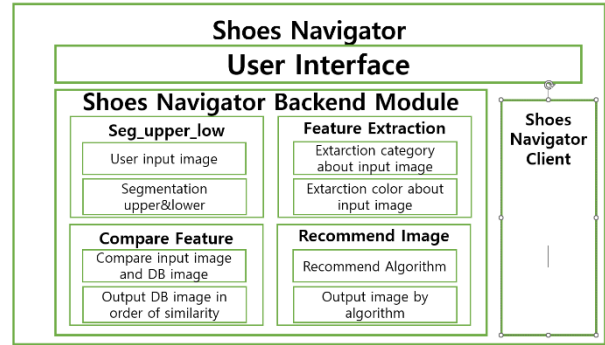 Shoes Navigator
User Interface
Shoes Navigator Backend Module
Seg_upper_low
User input image
Segmentation
upper&lower
Feature Extraction
Extarction category
about input image
Extarction color about
input image
Compare Feature
Compare input image
and DB image
Output DB image in
order of similarity
Recommend Image
Recommend Algorithm
Output image by
algorithm
Shoes
Navigator
Client